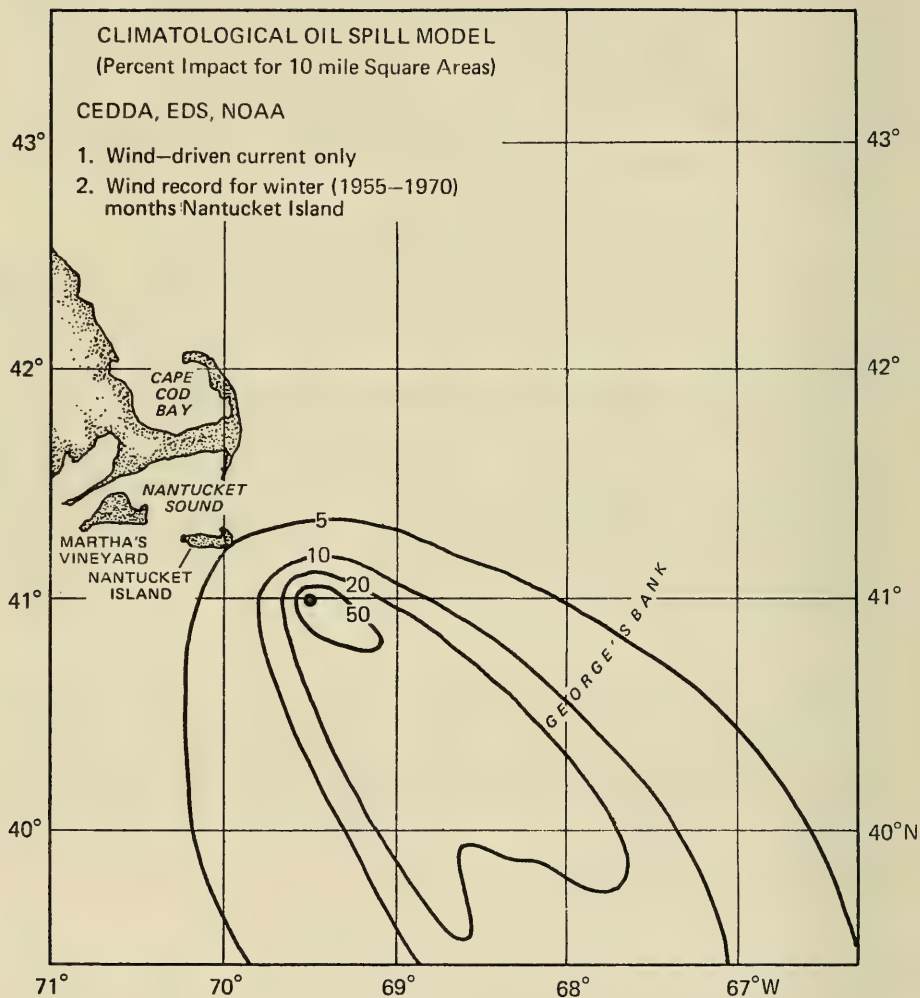 CLIMATOLOGICAL OIL SPILL MODEL
(Percent Impact for 10 mile Square Areas)
CEDDA, EDS, NOAA
43°
43°
1. Wind–driven current only
2. Wind record for winter (1955–1970)
months Nantucket Island
42°
42°
CAPE
COD
BAY
NANTUCKET
SOUND
MARTHA'S
VINEYARD
NANTUCKET
ISLAND
5
10
20
50
41°
41°
GEORGE'S BANK
40°
40°N
71°
70°
69°
68°
67°W